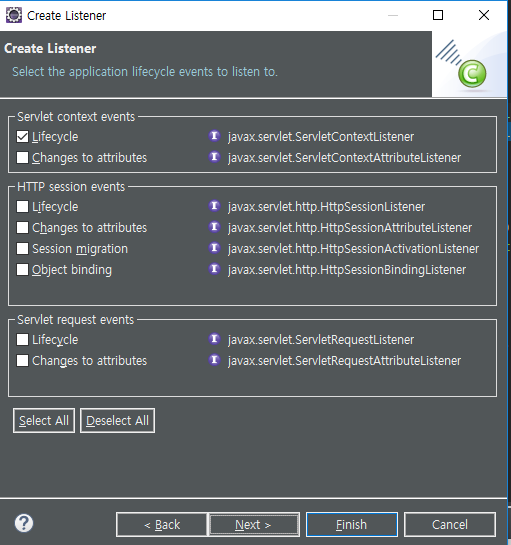 Create Listener
Create Listener
Select the application lifecycle events to listen to.
C
Servlet context events
Lifecycle
I javax.servlet.ServletContextListener
Changes to attributes
I javax.servlet.ServletContextAttributeListener
HTTP session events
Lifecycle
I javax.servlet.http.HttpSessionListener
Changes to attributes
I javax.servlet.http.HttpSessionAttributeListener
Session migration
I javax.servlet.http.HttpSessionActivationListener
Object binding
I javax.servlet.http.HttpSessionBindingListener
Servlet request events
Lifecycle
I javax.servlet.ServletRequestListener
Changes to attributes
I javax.servlet.ServletRequestAttributeListener
Select All
Deselect All
?
< Back
Next >
Finish
Cancel